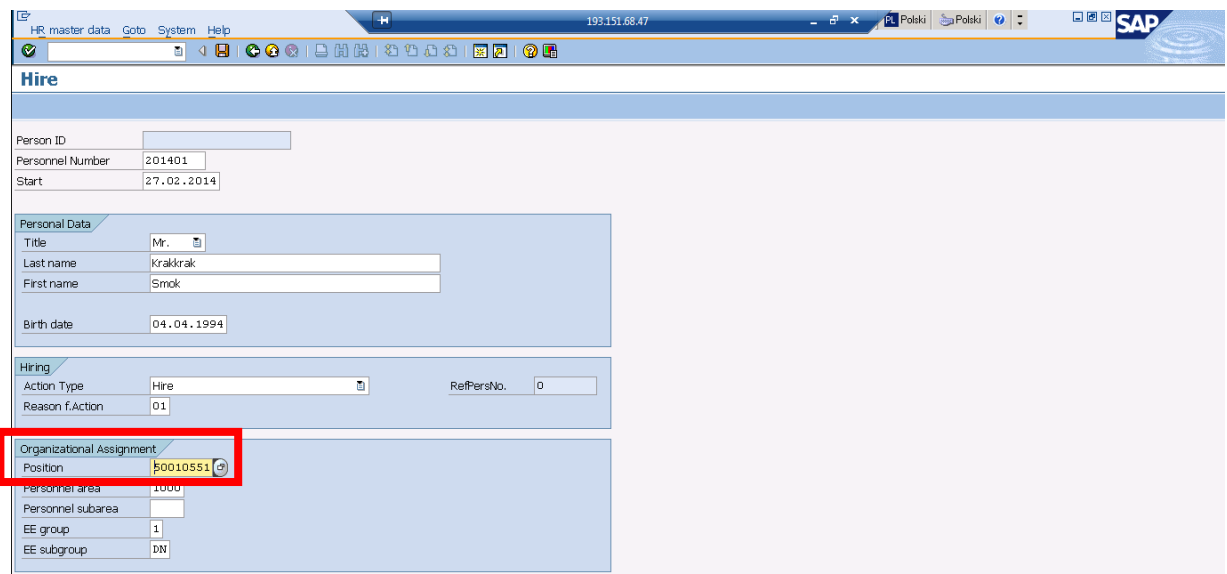 HR master data Goto System Help
193.151.68.47
PL Polski Polski
SAP
Hire
Person ID
Personnel Number 201401
Start 27.02.2014
Personal Data
Title Mr.
Last name Krakkrak
First name Smok
Birth date 04.04.1994
Hiring
Action Type Hire RefPersNo. 0
Reason f.Action 01
Organizational Assignment
Position 50010551
Personnel area 1000
Personnel subarea
EE group 1
EE subgroup DN